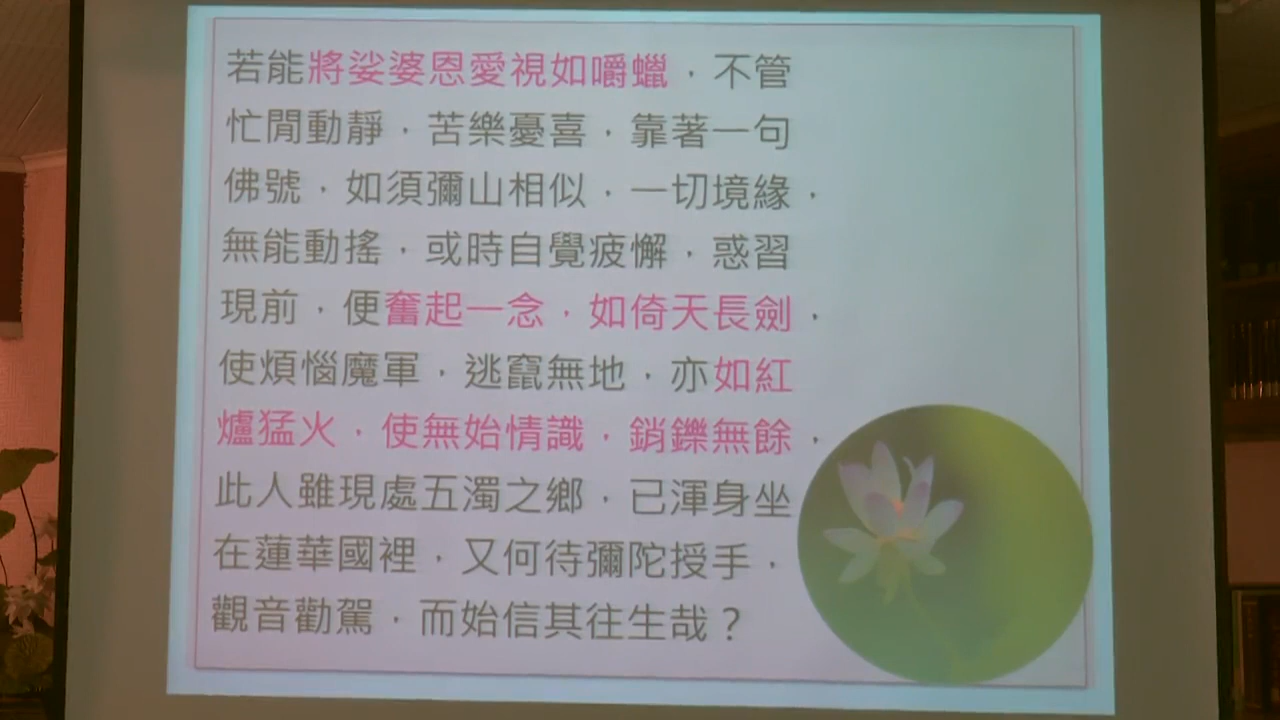 若能將娑婆恩愛視如嚼蠟，不管
忙閒動靜，苦樂憂喜，靠著一句
佛號，如須彌山相似，一切境緣，
無能動搖，或時自覺疲懈，惑習
現前，便奮起一念，如倚天長劍，
使煩惱魔軍，逃竄無地，亦如紅
爐猛火，使無始情識，銷鑠無餘，
此人雖現處五濁之鄉，已渾身坐
在蓮華國裡，又何待彌陀授手，
觀音勸駕，而始信其往生哉？